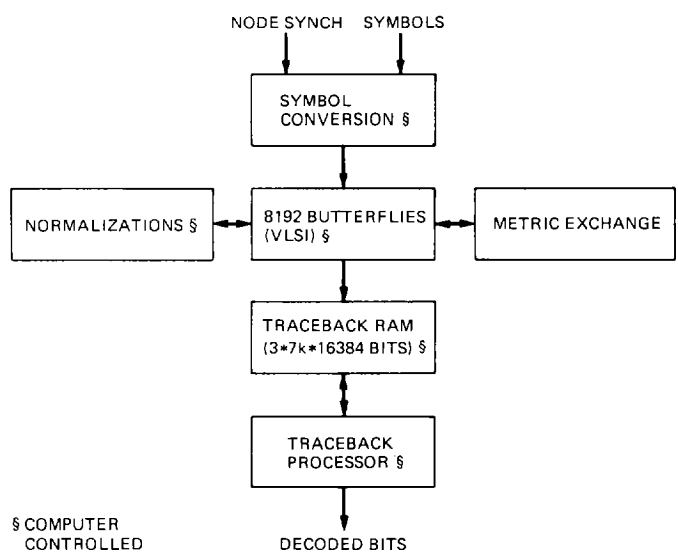 NODE SYNCH SYMBOLS
SYMBOL
CONVERSION §
NORMALIZATIONS §
8192 BUTTERFLIES
(VLSI) §
METRIC EXCHANGE
TRACEBACK RAM
(3*7k*16384 BITS) §
TRACEBACK
PROCESSOR §
§ COMPUTER
CONTROLLED
DECODED BITS